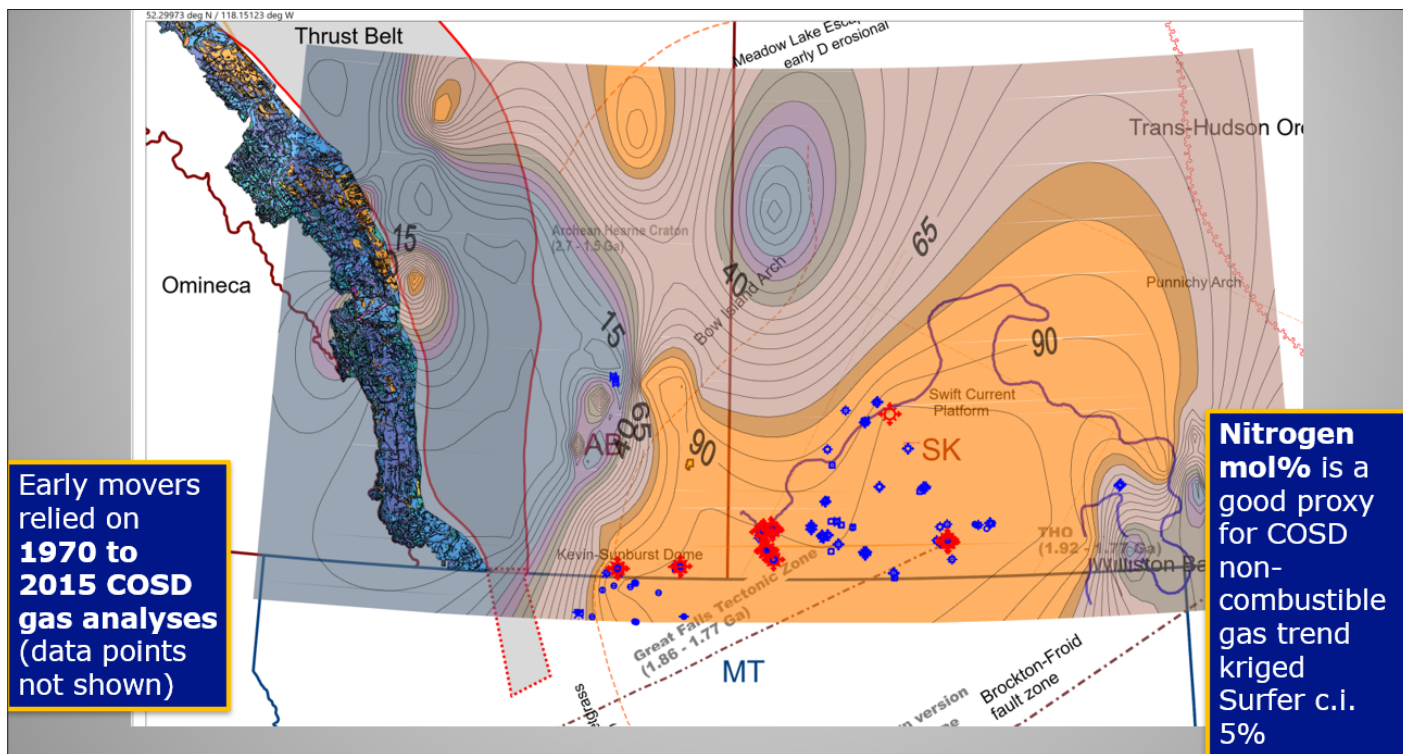 52.29973 deg N / 118.15123 deg W
Thrust Belt
Meadow Lake Escap
early D erosional
Trans-Hudson Oro
15
Archean Hearne Craton
(2.7 - 1.5 Ga)
65
Omineca
40
Bow Island Arch
Punnichy Arch
15
90
Swift Current
Platform
65
40
AB
90
SK
Nitrogen
mol% is a
good proxy
for COSD
non-
combustible
gas trend
kriged
Surfer c.i.
5%
Early movers
relied on
1970 to
2015 COSD
gas analyses
(data points
not shown)
Kevin-Sunburst Dome
THO
(1.92 - 1.77 Ga)
Williston Ba
Great Falls Tectonic Zone
(1.86 - 1.77 Ga)
MT
Brockton-Froid
fault zone
version